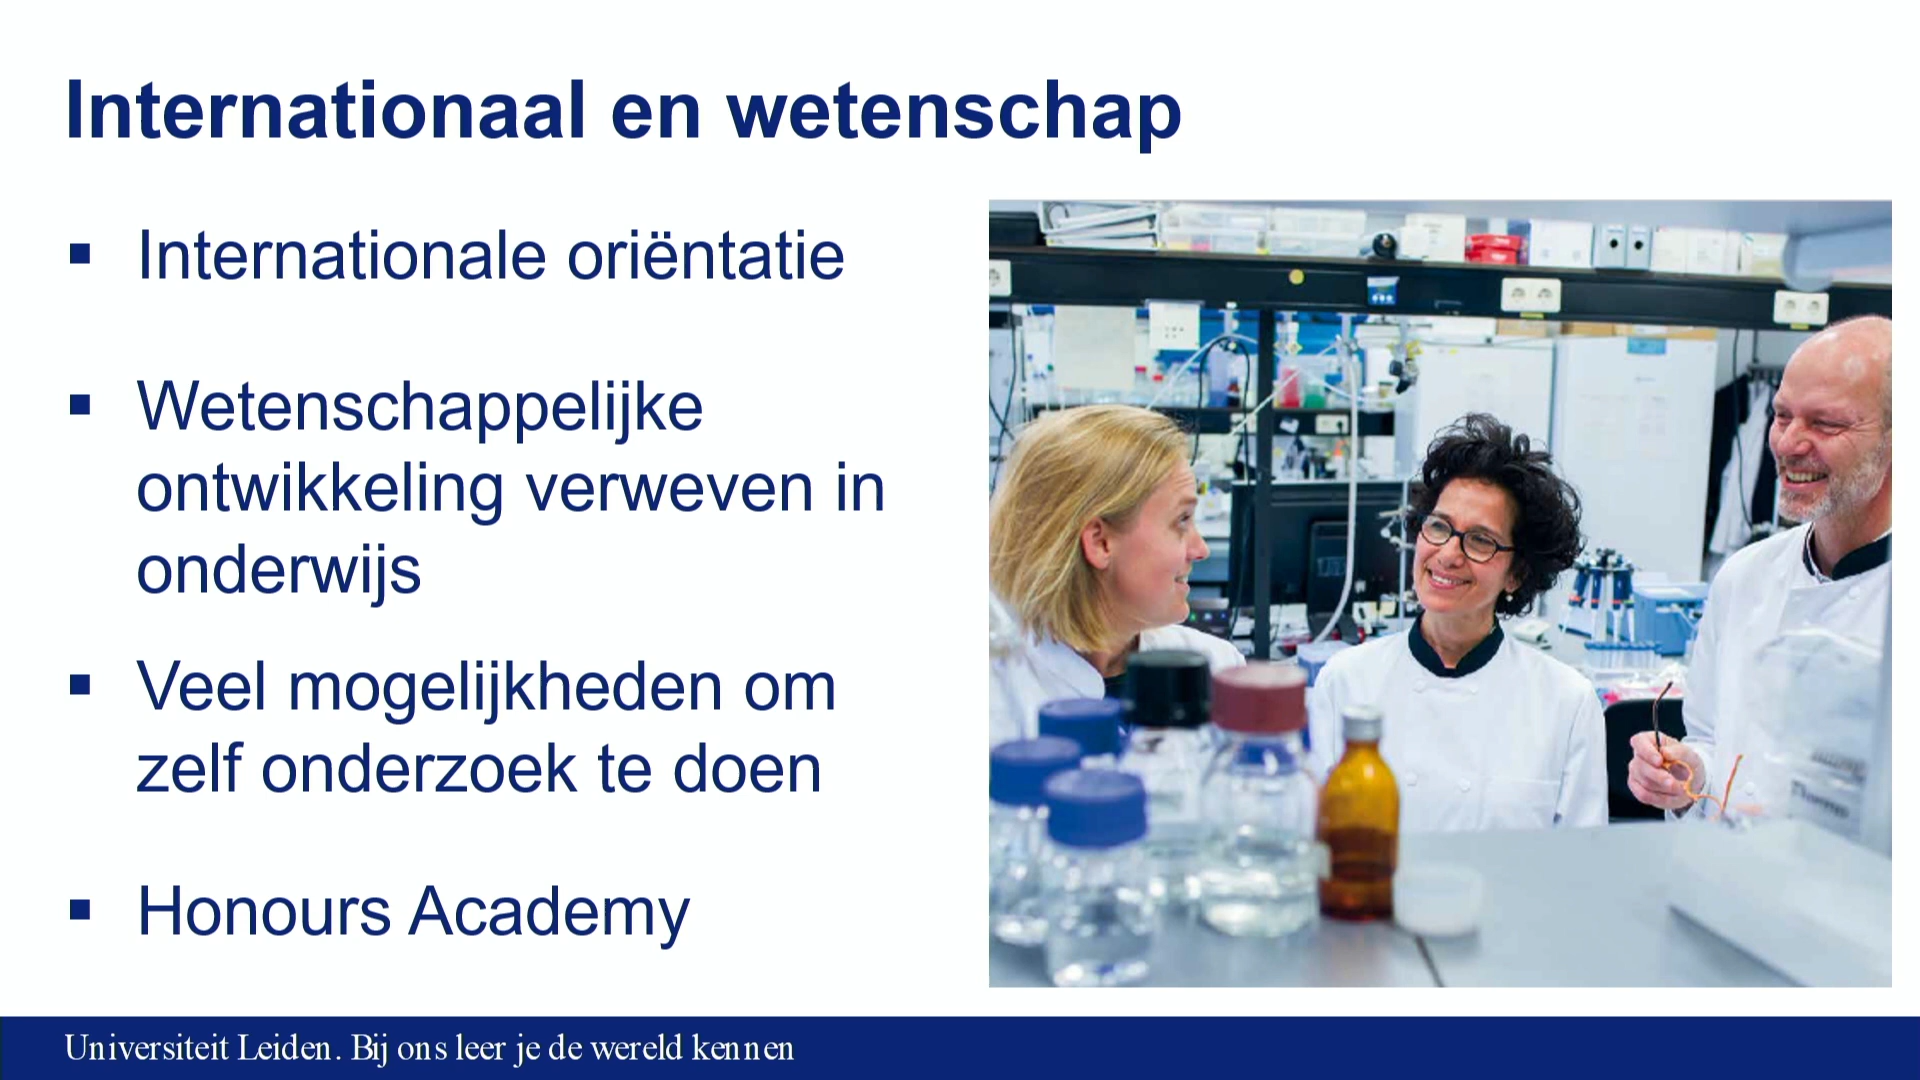 Internationaal en wetenschap
▪ Internationale oriëntatie
▪ Wetenschappelijke
ontwikkeling verweven in
onderwijs
▪ Veel mogelijkheden om
zelf onderzoek te doen
▪ Honours Academy
Universiteit Leiden. Bij ons leer je de wereld kennen